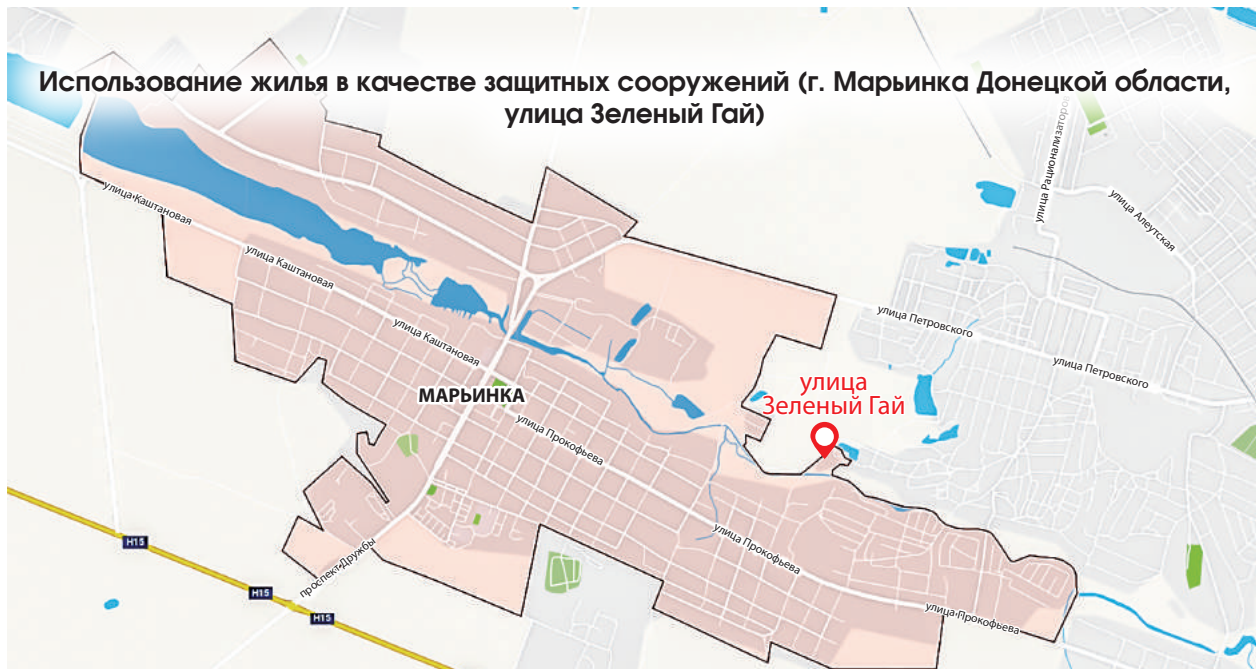 Использование жилья в качестве защитных сооружений (г. Марьинка Донецкой области,
улица Зеленый Гай)
улица Рационализаторов
улица Алеутская
улица Каштановая
улица Каштановая
улица Петровского
улица Каштановая
улица Петровского
улица
Зеленый Гай
МАРЬИНКА
улица Прокофьева
улица Прокофьева
H15
проспект Дружбы
H15
улица Прокофьева
H15